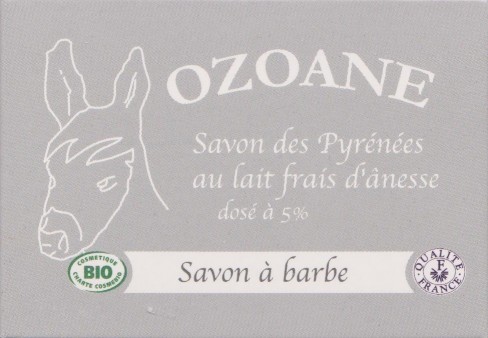 OZOANE
Savon des Pyrénées
au lait frais d'ânesse
dosé à 5%
COSMETIQUE
BIO
CHARTE COSMEBIO
Savon à barbe
QUALITE
F
FRANCE